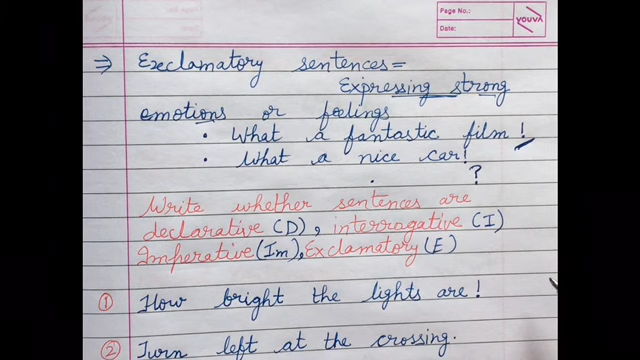 Page No.:
Date:
YOUVA
⇒ Exclamatory sentences =
Expressing strong
emotions or feelings
• What a fantastic film!
• What a nice car!
?
Write whether sentences are
declarative (D), interragative (I)
Imperative (Im), Exclamatory (E)
① How bright the lights are!
② Turn left at the crossing.